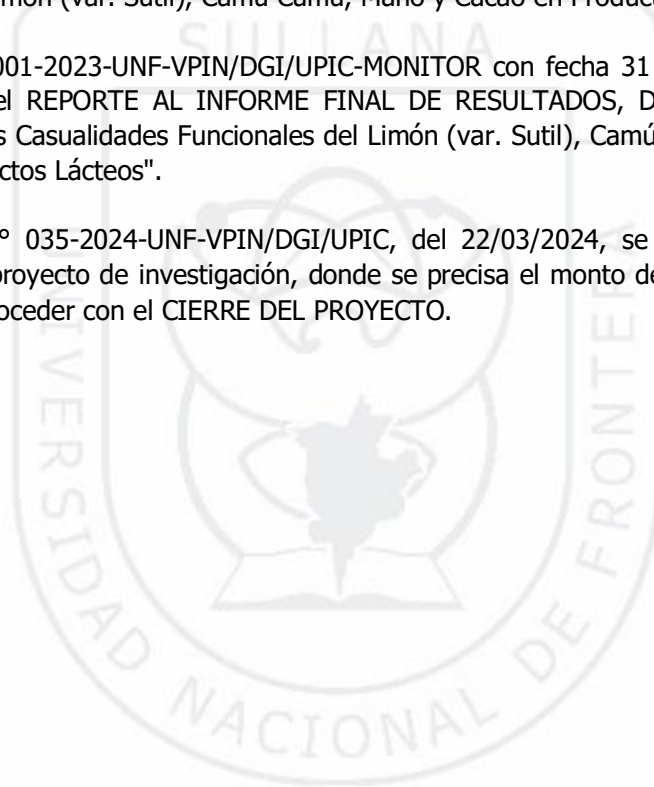 món (var. Sutil), Camú Camú, Maño y Cacao en Product
001-2023-UNF-VPIN/DGI/UPIC-MONITOR con fecha 31
el REPORTE AL INFORME FINAL DE RESULTADOS, D
s Casualidades Funcionales del Limón (var. Sutil), Camú
ctos Lácteos".
° 035-2024-UNF-VPIN/DGI/UPIC, del 22/03/2024, se
proyecto de investigación, donde se precisa el monto de
oceder con el CIERRE DEL PROYECTO.
SULLANA
UNIVERSIDAD NACIONAL DE FRONTERA